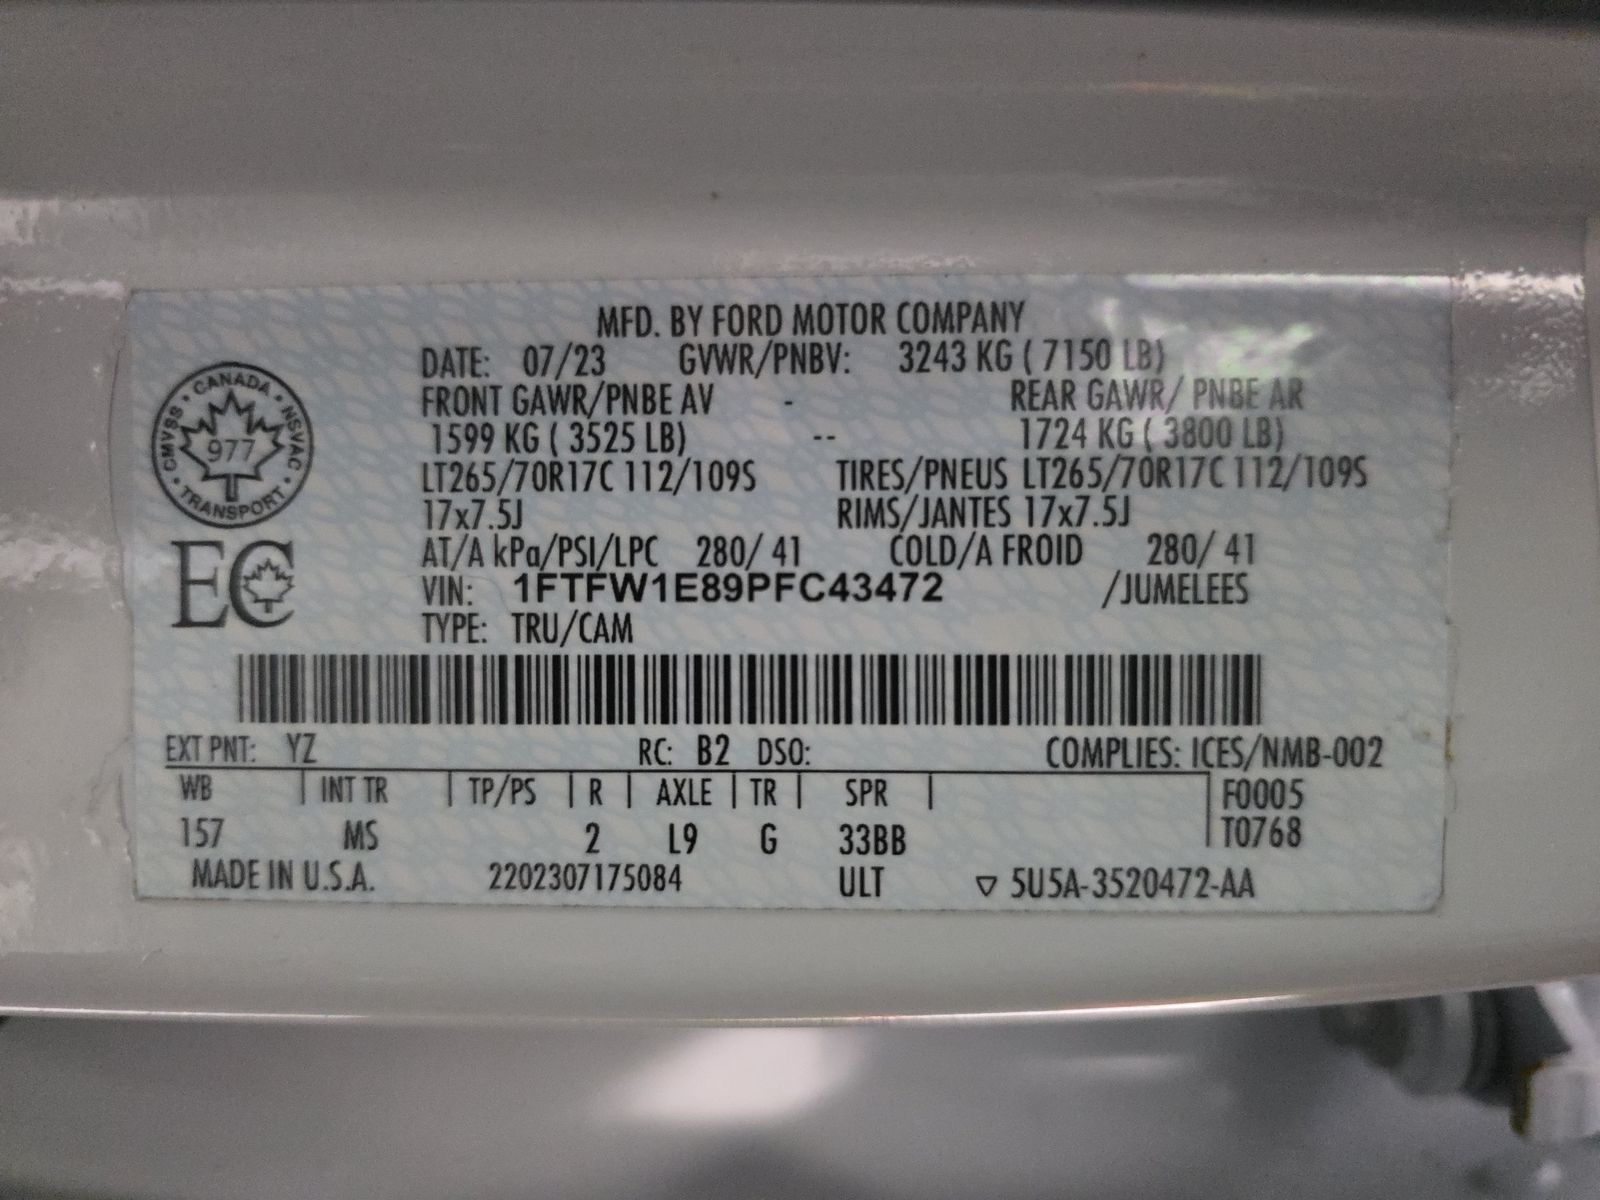 MFD. BY FORD MOTOR COMPANY
DATE: 07/23 GVWR/PNBV: 3243 KG ( 7150 LB)
FRONT GAWR/PNBE AV - REAR GAWR/ PNBE AR
1599 KG ( 3525 LB) -- 1724 KG ( 3800 LB)
LT265/70R17C 112/109S TIRES/PNEUS LT265/70R17C 112/109S
17x7.5J RIMS/JANTES 17x7.5J
AT/A kPa/PSI/LPC 280/ 41 COLD/A FROID 280/ 41
VIN: 1FTFW1E89PFC43472 /JUMELEES
TYPE: TRU/CAM
CANADA
CMVSS NSVAC
977
TRANSPORT
EC
EXT PNT: YZ RC: B2 DSO: COMPLIES: ICES/NMB-002
WB | INT TR | TP/PS | R | AXLE | TR | SPR | F0005
157 MS 2 L9 G 33BB T0768
MADE IN U.S.A. 2202307175084 ULT ▽ 5U5A-3520472-AA